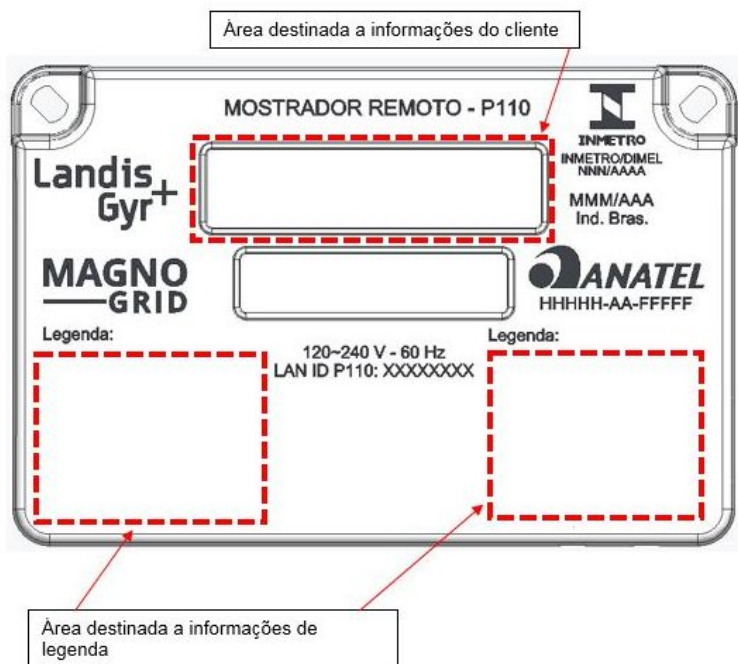 Área destinada a informações do cliente
MOSTRADOR REMOTO - P110
INMETRO
INMETRO/DIMEL
NNN/AAAA
Landis
Gyr+
MMM/AAA
Ind. Bras.
MAGNO
GRID
ANATEL
HHHHH-AA-FFFFF
Legenda:
Legenda:
120~240 V - 60 Hz
LAN ID P110: XXXXXXXX
Área destinada a informações de
legenda